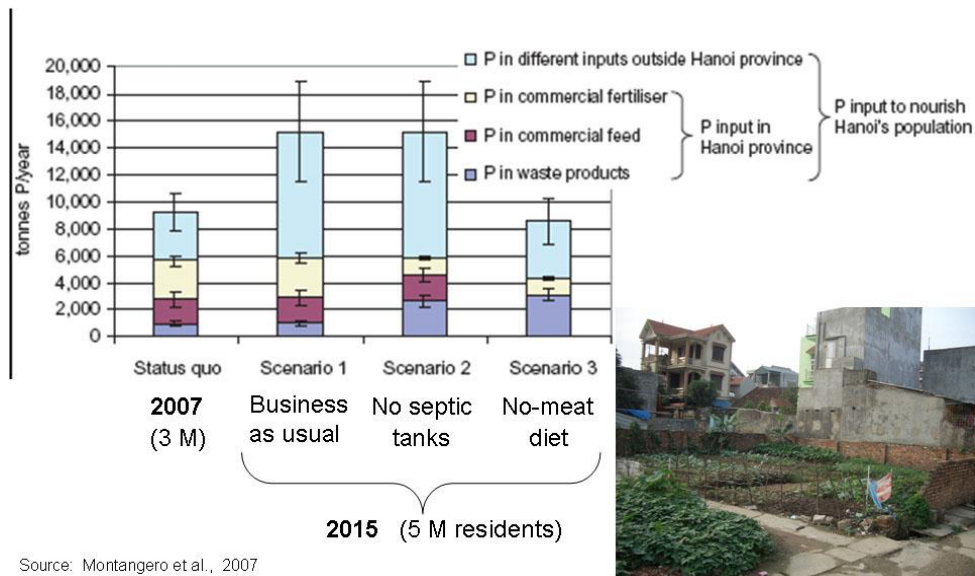 20,000
18,000
16,000
14,000
12,000
10,000
8,000
6,000
4,000
2,000
0
tonnes P/year
P in different inputs outside Hanoi province
P in commercial fertiliser
P in commercial feed
P in waste products
P input in
Hanoi province
P input to nourish
Hanoi's population
Status quo
Scenario 1
Scenario 2
Scenario 3
2007
(3 M)
Business
as usual
No septic
tanks
No-meat
diet
2015 (5 M residents)
Source: Montangero et al., 2007